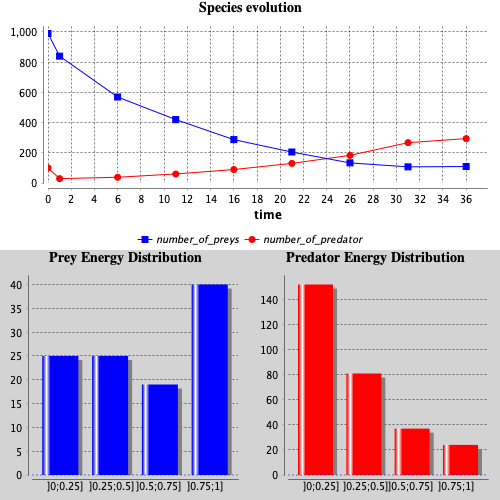 Species evolution
1,000
800
600
400
200
0
0 2 4 6 8 10 12 14 16 18 20 22 24 26 28 30 32 34 36
time
number_of_preys number_of_predator
Prey Energy Distribution
40
35
30
25
20
15
10
5
0
]0;0.25] ]0.25;0.5] ]0.5;0.75] ]0.75;1]
Predator Energy Distribution
140
120
100
80
60
40
20
0
]0;0.25] ]0.25;0.5] ]0.5;0.75] ]0.75;1]